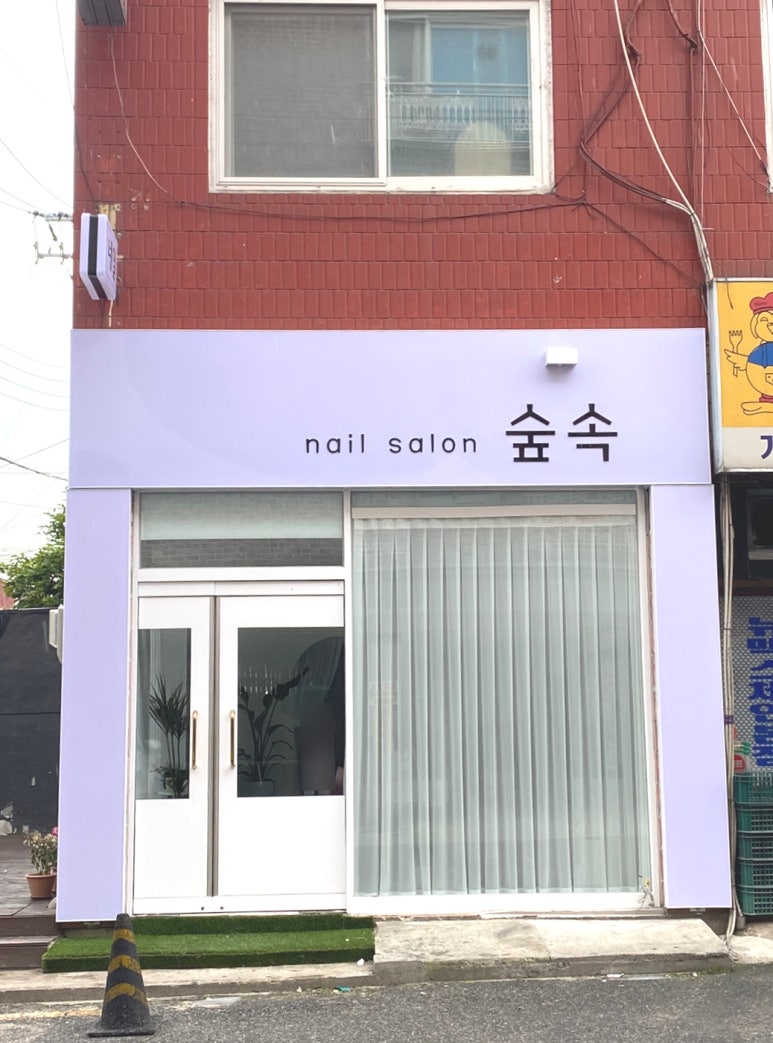 nail salon 숲속